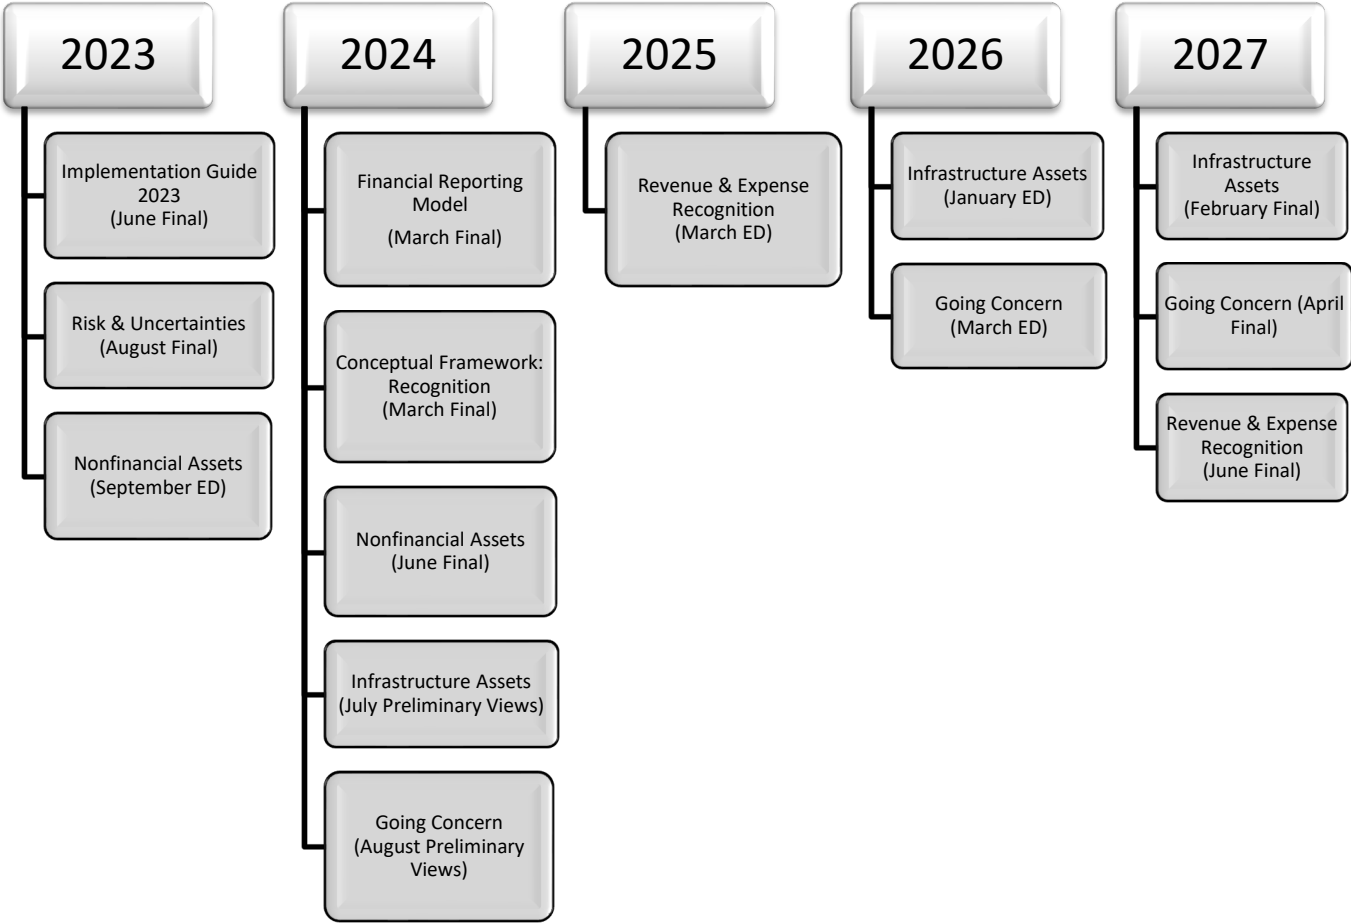 2023
Implementation Guide
2023
(June Final)
Risk & Uncertainties
(August Final)
Nonfinancial Assets
(September ED)
2024
Financial Reporting
Model
(March Final)
Conceptual Framework:
Recognition
(March Final)
Nonfinancial Assets
(June Final)
Infrastructure Assets
(July Preliminary Views)
Going Concern
(August Preliminary
Views)
2025
Revenue & Expense
Recognition
(March ED)
2026
Infrastructure Assets
(January ED)
Going Concern
(March ED)
2027
Infrastructure
Assets
(February Final)
Going Concern (April
Final)
Revenue & Expense
Recognition
(June Final)